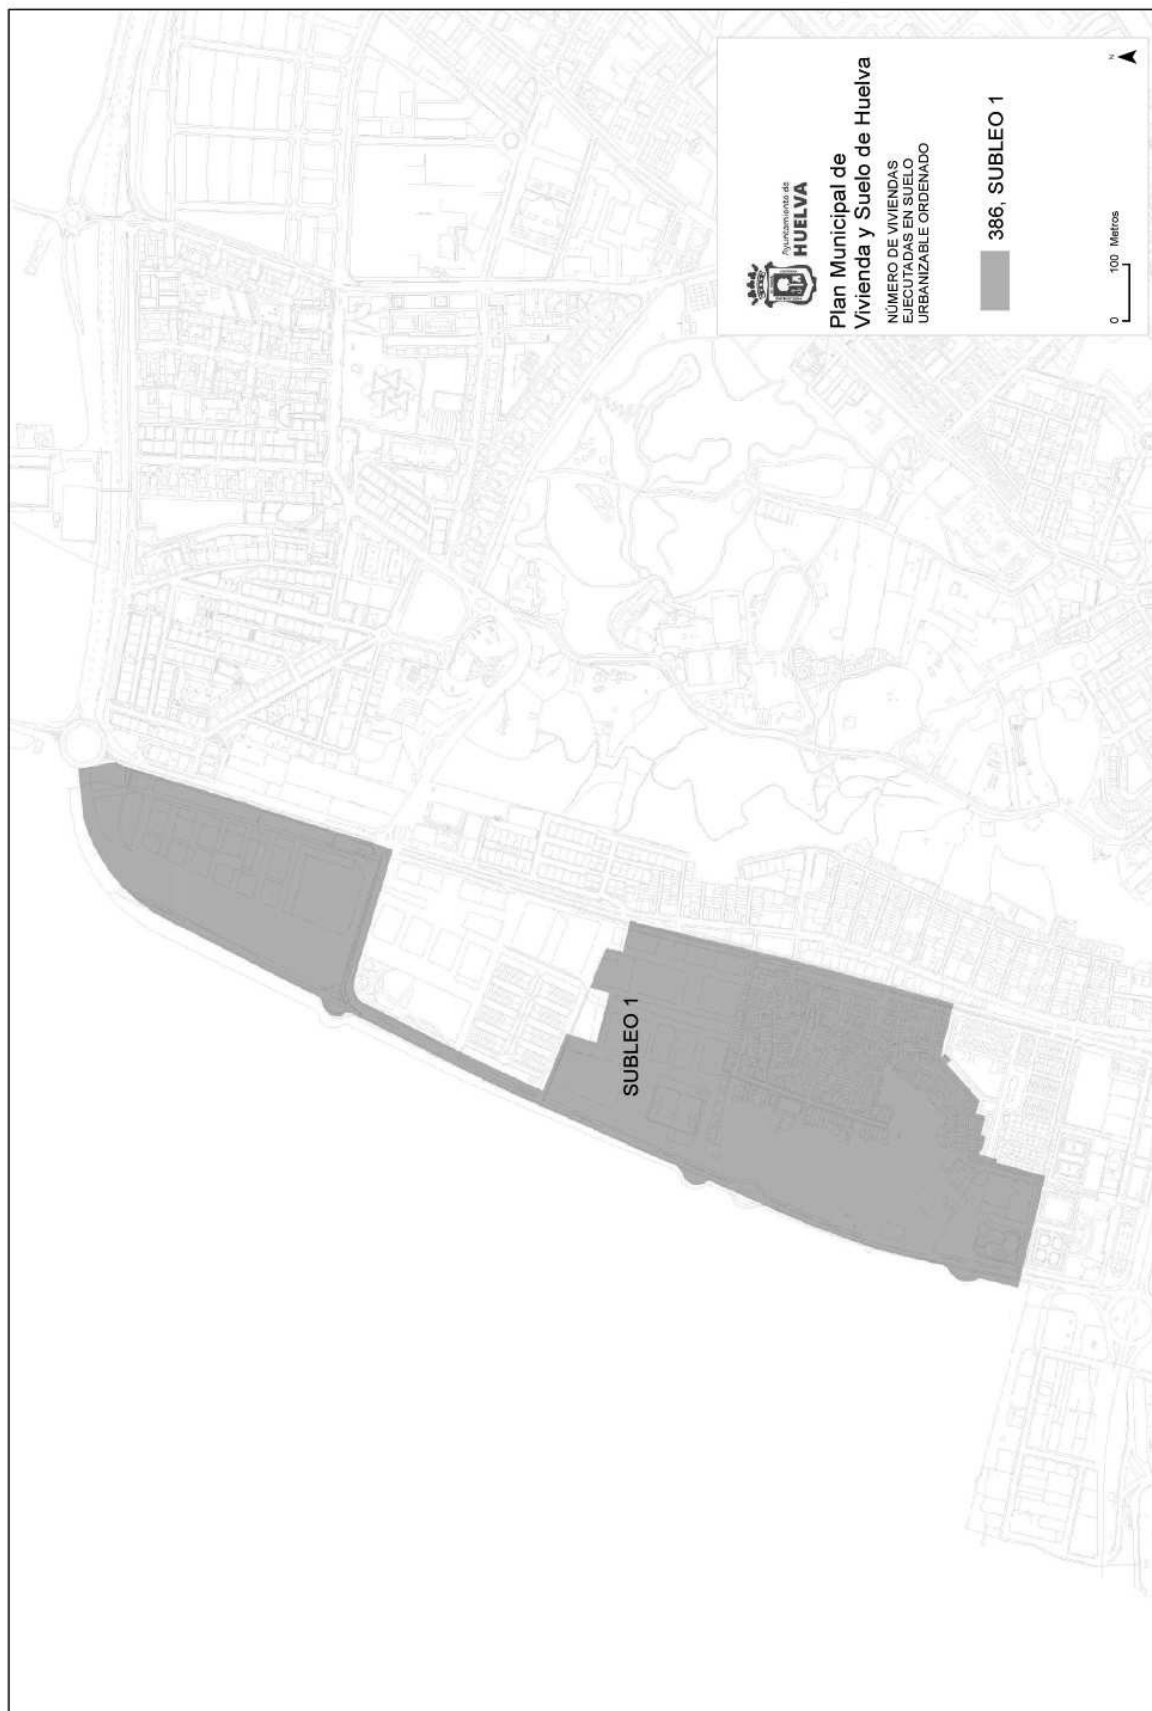 SUBLEO 1
Ayuntamiento de
HUELVA
Plan Municipal de
Vivienda y Suelo de Huelva
NÚMERO DE VIVIENDAS
EJECUTADAS EN SUELO
URBANIZABLE ORDENADO
386, SUBLEO 1
0 100 Metros
N